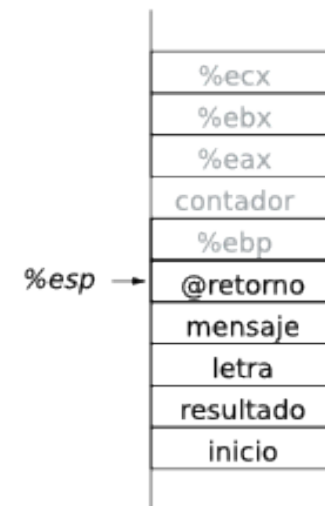 %ecx
%ebx
%eax
contador
%ebp
%esp @retorno
mensaje
letra
resultado
inicio